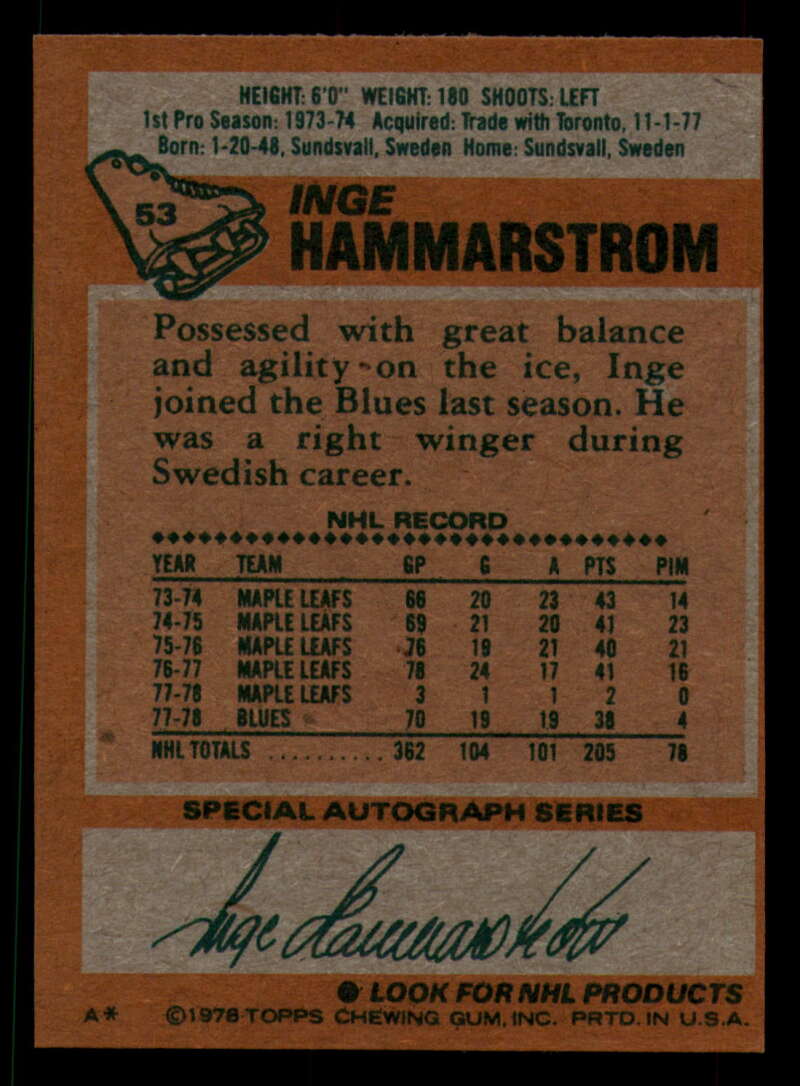 HEIGHT: 6'0" WEIGHT: 180 SHOOTS: LEFT
1st Pro Season: 1973-74 Acquired: Trade with Toronto, 11-1-77
Born: 1-20-48, Sundsvall, Sweden Home: Sundsvall, Sweden
53
INGE
HAMMARSTROM
Possessed with great balance
and agility on the ice, Inge
joined the Blues last season. He
was a right winger during
Swedish career.
NHL RECORD
YEAR TEAM GP G A PTS PIM
73-74 MAPLE LEAFS 66 20 23 43 14
74-75 MAPLE LEAFS 69 21 20 41 23
75-76 MAPLE LEAFS 76 19 21 40 21
76-77 MAPLE LEAFS 78 24 17 41 16
77-78 MAPLE LEAFS 3 1 1 2 0
77-78 BLUES 70 19 19 38 4
NHL TOTALS .......... 362 104 101 205 78
SPECIAL AUTOGRAPH SERIES
Inge Hammarström
LOOK FOR NHL PRODUCTS
A* ©1978 TOPPS CHEWING GUM, INC. PRTD. IN U.S.A.